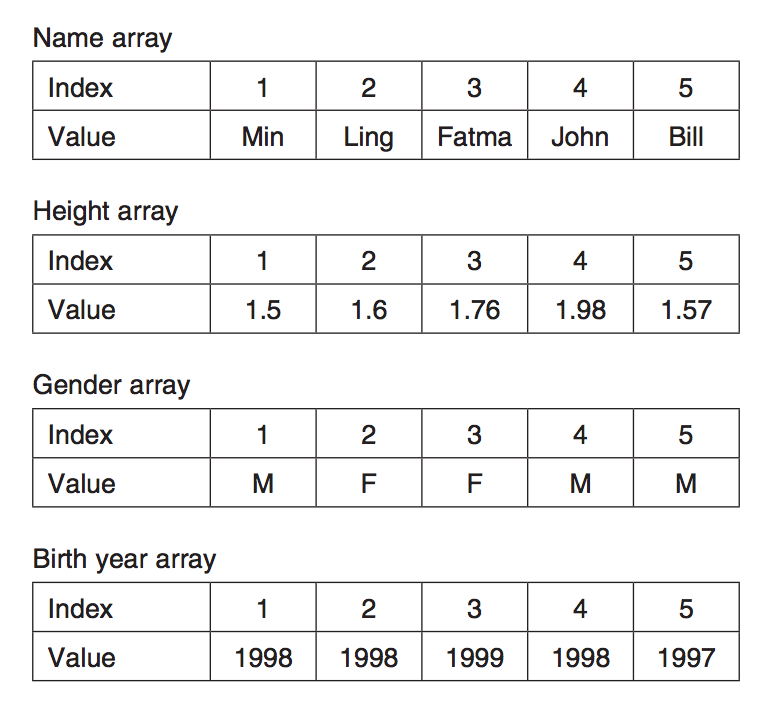 Name array
Index 1 2 3 4 5
Value Min Ling Fatma John Bill
Height array
Index 1 2 3 4 5
Value 1.5 1.6 1.76 1.98 1.57
Gender array
Index 1 2 3 4 5
Value M F F M M
Birth year array
Index 1 2 3 4 5
Value 1998 1998 1999 1998 1997